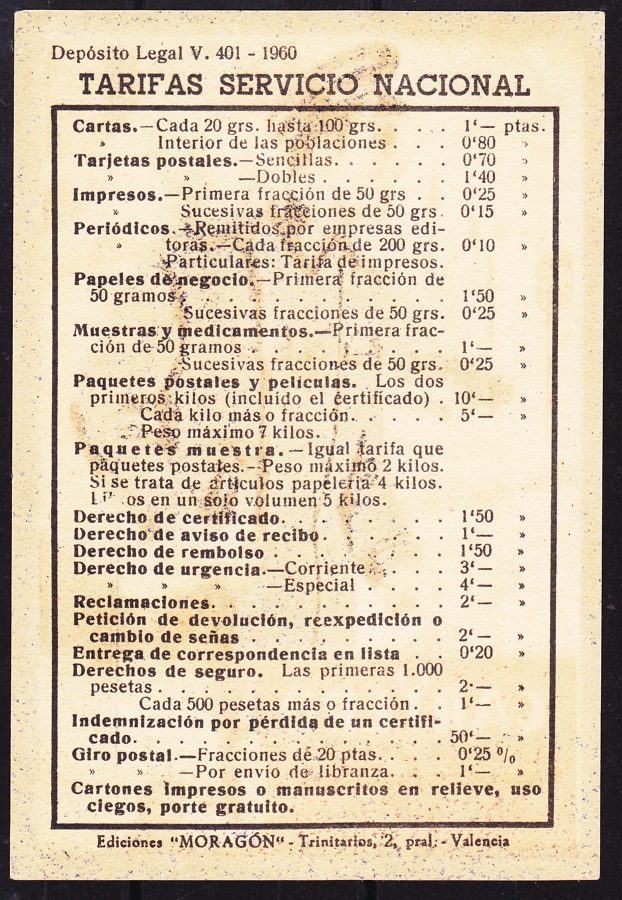 Depósito Legal V. 401 - 1960
TARIFAS SERVICIO NACIONAL
Cartas.—Cada 20 grs. hasta 100 grs. . . . 1‘— ptas.
» Interior de las poblaciones . . . 0‘80 »
Tarjetas postales.—Sencillas. . . . . . . 0‘70 »
» » —Dobles . . . . . . . 1‘40 »
Impresos.—Primera fracción de 50 grs . . 0‘25 »
» Sucesivas fracciones de 50 grs. 0‘15 »
Periódicos.—Remitidos por empresas edi-
» toras.—Cada fracción de 200 grs. 0‘10 »
Particulares: Tarifa de impresos.
Papeles de negocio.—Primera fracción de
50 gramos . . . . . . . . . . . . 1‘50 »
Sucesivas fracciones de 50 grs. 0‘25 »
Muestras y medicamentos.—Primera frac-
ción de 50 gramos . . . . . . . . . 1‘— »
Sucesivas fracciones de 50 grs. 0‘25 »
Paquetes postales y películas. Los dos
primeros kilos (incluído el certificado) . 10‘— »
Cada kilo más o fracción. . . . . 5‘— »
Peso máximo 7 kilos.
Paquetes muestra.—Igual tarifa que
paquetes postales.—Peso máximo 2 kilos.
Si se trata de artículos papelería 4 kilos.
os en un solo volumen 5 kilos.
Derecho de certificado. . . . . . . . . 1‘50 »
Derecho de aviso de recibo. . . . . . . 1‘— »
Derecho de rembolso . . . . . . . . . 1‘50 »
Derecho de urgencia.—Corriente . . . . 3‘— »
» » » —Especial . . . . 4‘— »
Reclamaciones. . . . . . . . . . . . 2‘— »
Petición de devolución, reexpedición o
cambio de señas . . . . . . . . . 2‘— »
Entrega de correspondencia en lista . . 0‘20 »
Derechos de seguro. Las primeras 1.000
pesetas . . . . . . . . . . . . . 2·— »
Cada 500 pesetas más o fracción . . 1‘— »
Indemnización por pérdida de un certifi-
cado. . . . . . . . . . . . . . . 50‘— »
Giro postal.—Fracciones de 20 ptas. . . . 0‘25 %
» » —Por envío de libranza. . . 1‘— »
Cartones impresos o manuscritos en relieve, uso
ciegos, porte gratuito.
Ediciones “MORAGÓN“ - Trinitarios, 2, pral. - Valencia